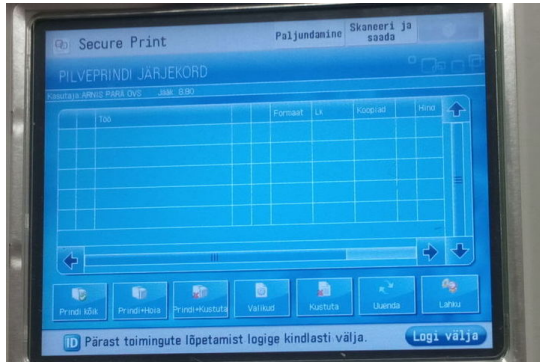 Secure Print
Paljundamine
Skaneeri ja saada
PILVEPRINDI JÄRJEKORD
Kasutaja ARNIS PARA OVS Jääk 8.90
Töö Formaat Lk Koopiad Hind
Prindi kõik
Prindi+Hoia
Prindi+Kustuta
Valikud
Kustuta
Uuenda
Lahku
ID Pärast toimingute lõpetamist logige kindlasti välja.
Logi välja